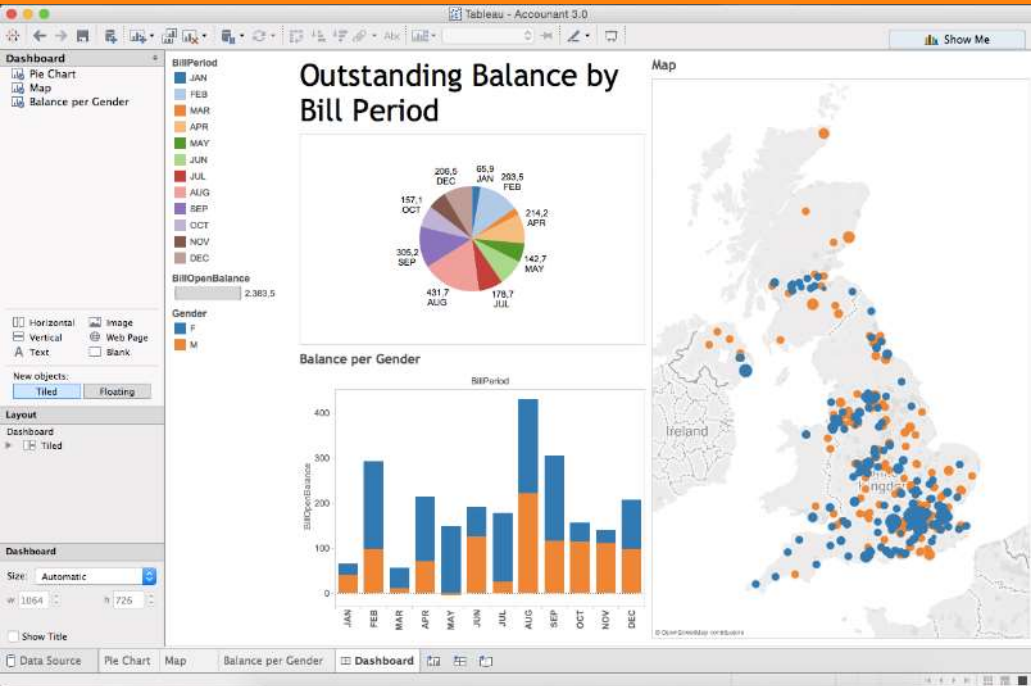 Tableau - Accounant 3.0
Abc
Show Me
Dashboard
Pie Chart
Map
Balance per Gender
Horizontal
Image
Vertical
Web Page
Text
Blank
New objects:
Tiled
Floating
Layout
Dashboard
Tiled
Dashboard
Size: Automatic
w 1064
h 726
Show Title
BillPeriod
JAN
FEB
MAR
APR
MAY
JUN
JUL
AUG
SEP
OCT
NOV
DEC
BillOpenBalance
2.383,5
Gender
F
M
Outstanding Balance by
Bill Period
206,5
DEC
65,9
JAN
293,5
FEB
214,2
APR
142,7
MAY
178,7
JUL
431,7
AUG
305,2
SEP
157,1
OCT
Balance per Gender
BillPeriod
BillOpenBalance
400
300
200
100
0
JAN
FEB
MAR
APR
MAY
JUN
JUL
AUG
SEP
OCT
NOV
DEC
Map
Ireland
© OpenStreetMap contributors
Data Source
Pie Chart
Map
Balance per Gender
Dashboard